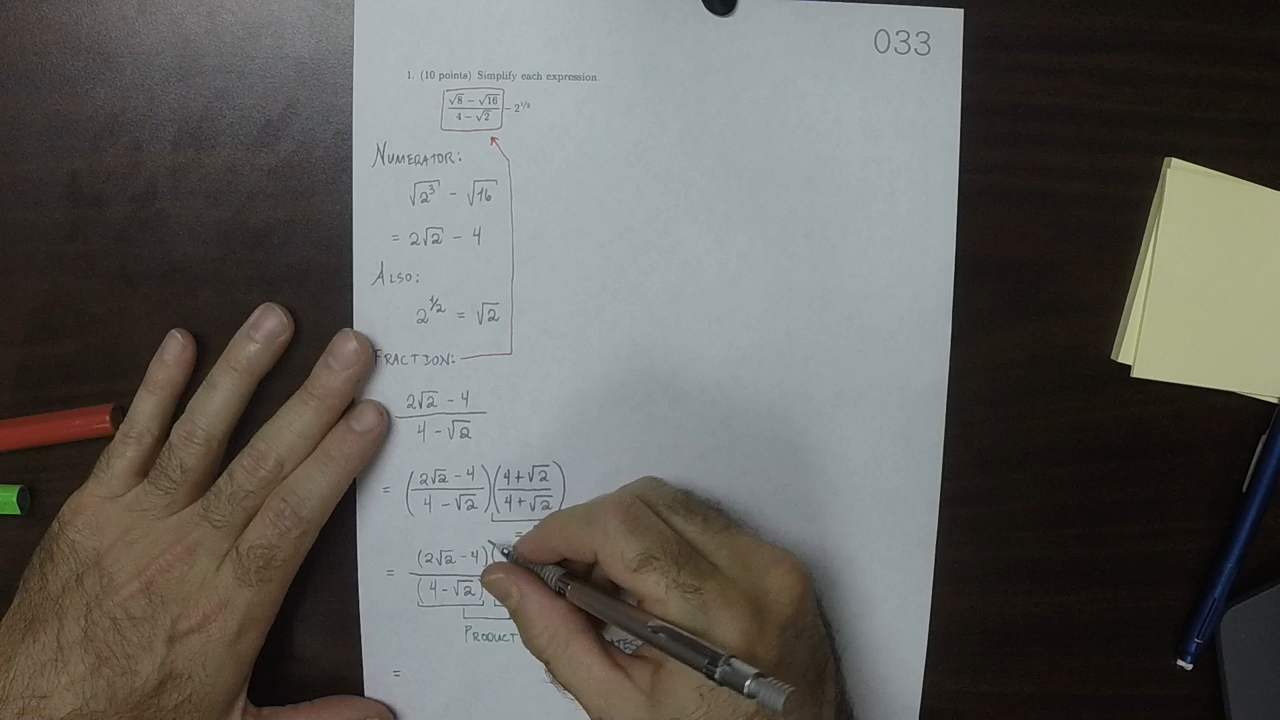 033
1. (10 points) Simplify each expression.
(√8 − √16)/(4 − √2) − 2^{1/2}
NUMERATOR:
√2³ − √16
= 2√2 − 4
ALSO:
2^{1/2} = √2
FRACTION:
(2√2 − 4)/(4 − √2)
= ((2√2 − 4)/(4 − √2))((4 + √2)/(4 + √2))
=
= (2√2 − 4)(
(4 − √2)
PRODUCT
=